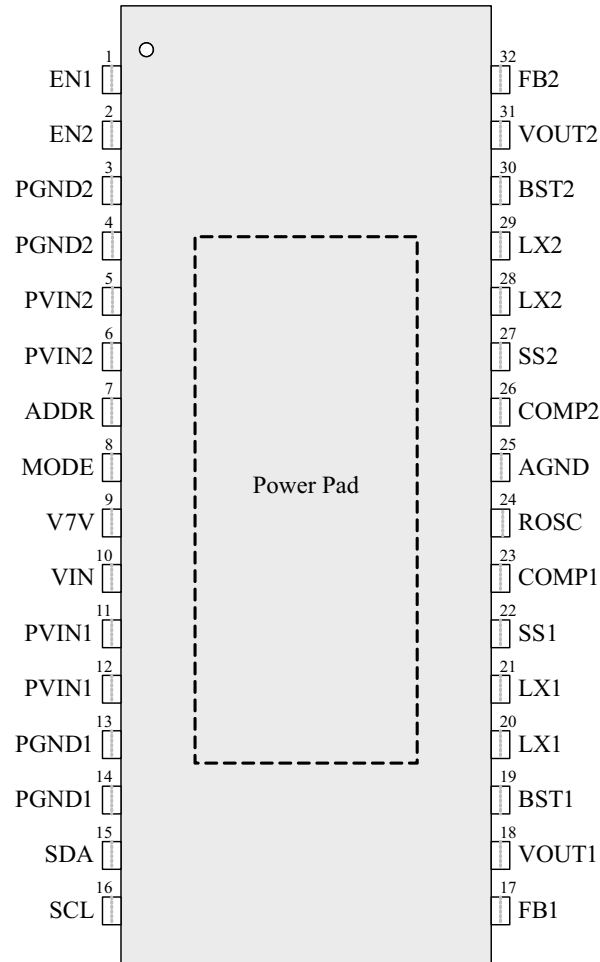 1
EN1
2
EN2
3
PGND2
4
PGND2
5
PVIN2
6
PVIN2
7
ADDR
8
MODE
9
V7V
10
VIN
11
PVIN1
12
PVIN1
13
PGND1
14
PGND1
15
SDA
16
SCL
Power Pad
32
FB2
31
VOUT2
30
BST2
29
LX2
28
LX2
27
SS2
26
COMP2
25
AGND
24
ROSC
23
COMP1
22
SS1
21
LX1
20
LX1
19
BST1
18
VOUT1
17
FB1